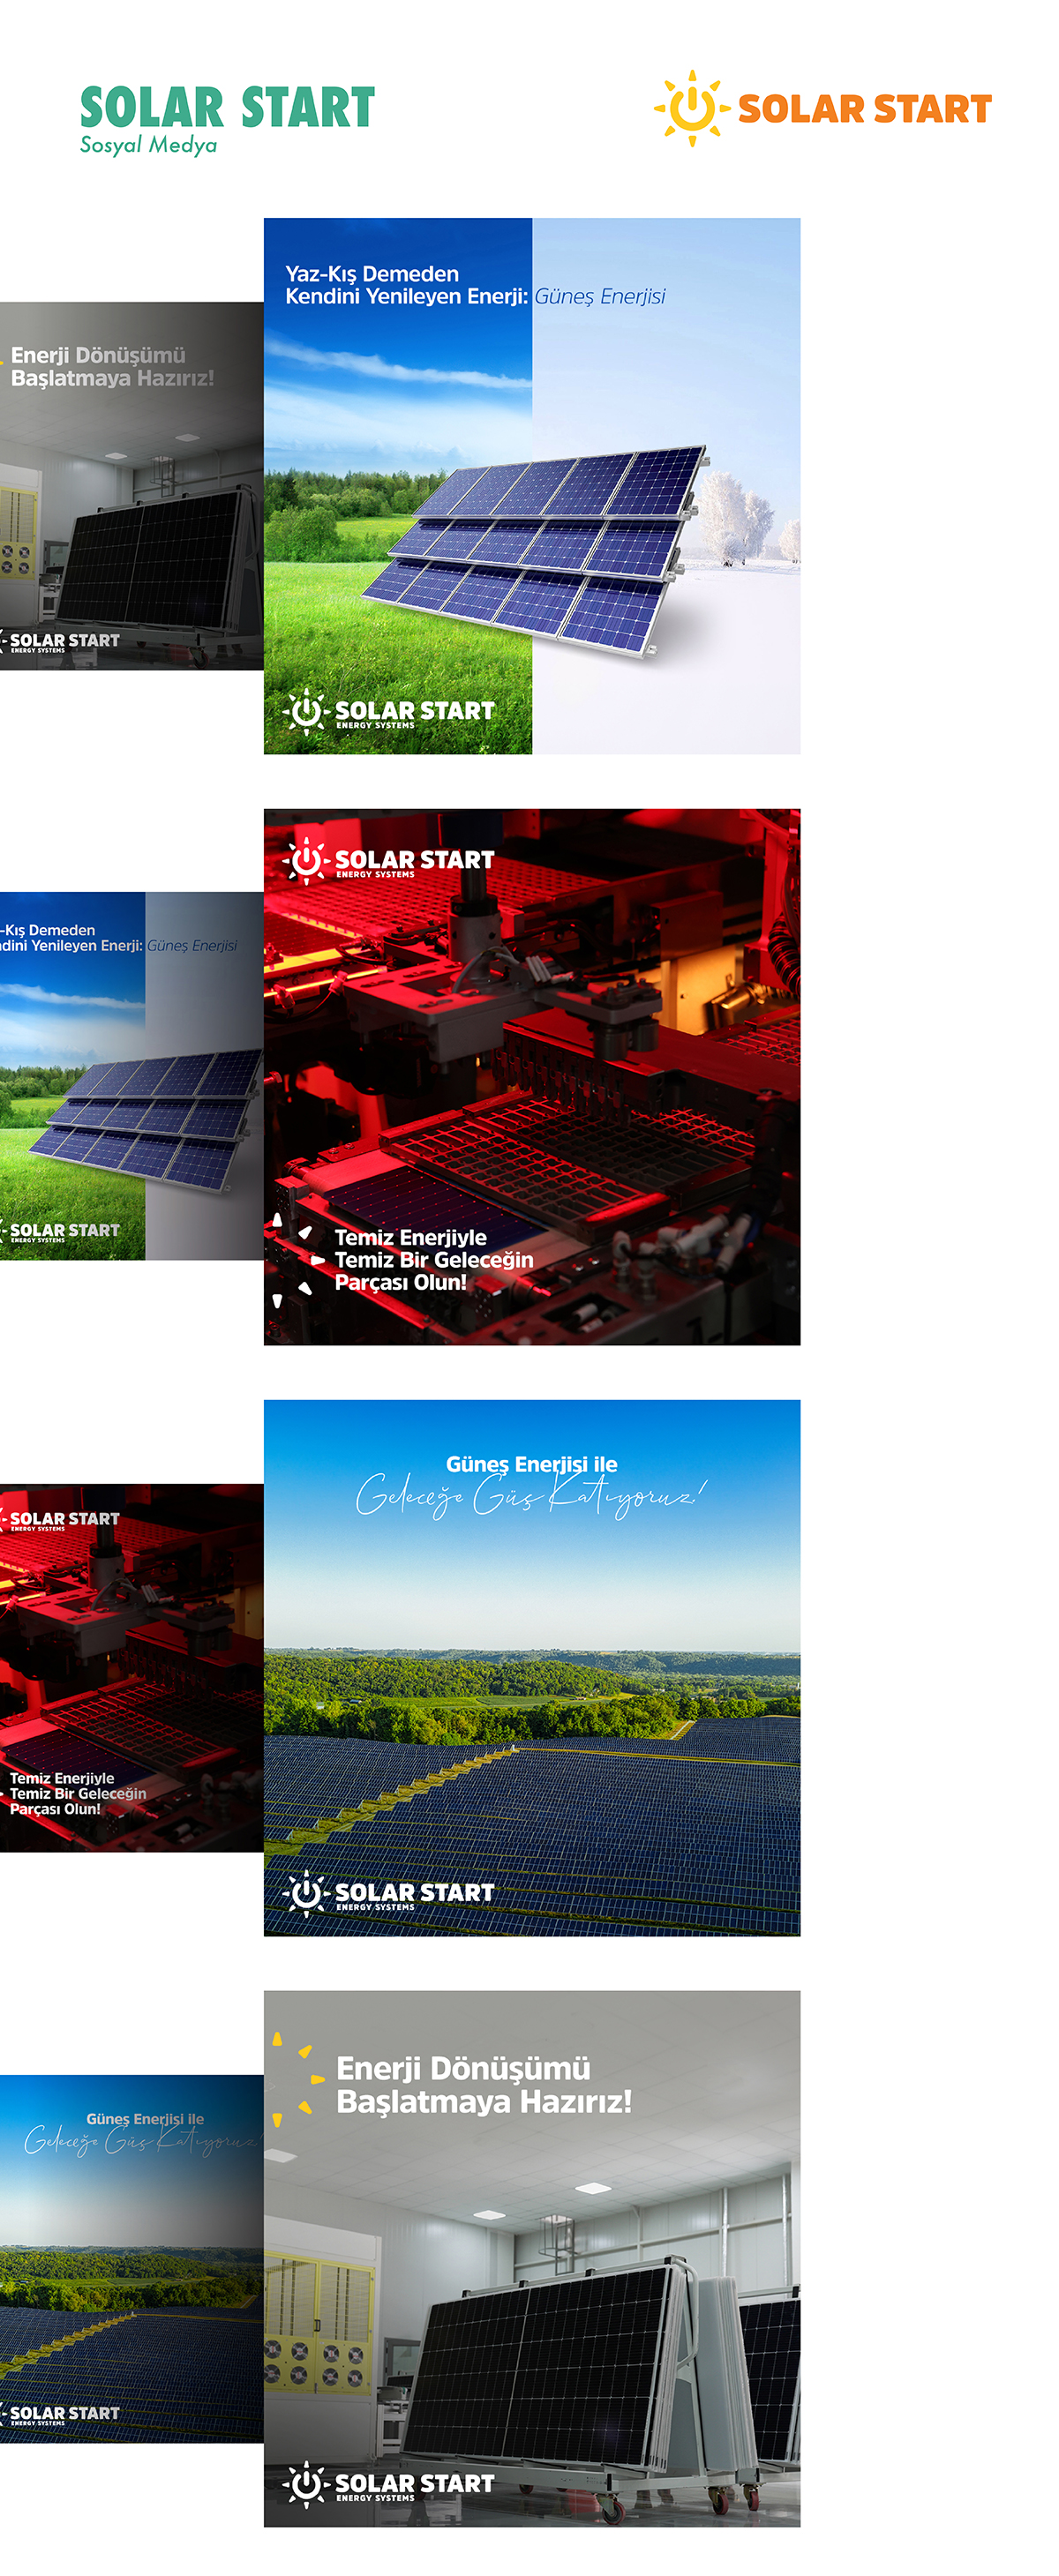 SOLAR START
Sosyal Medya
SOLAR START
Yaz-Kış Demeden
Kendini Yenileyen Enerji: Güneş Enerjisi
SOLAR START
ENERGY SYSTEMS
Enerji Dönüşümü
Başlatmaya Hazırız!
SOLAR START
ENERGY SYSTEMS
SOLAR START
ENERGY SYSTEMS
Temiz Enerjiyle
Temiz Bir Geleceğin
Parçası Olun!
-Kış Demeden
dini Yenileyen Enerji: Güneş Enerjisi
SOLAR START
ENERGY SYSTEMS
Güneş Enerjisi ile
Geleceğe Güş Katıyoruz!
SOLAR START
ENERGY SYSTEMS
SOLAR START
ENERGY SYSTEMS
Temiz Enerjiyle
Temiz Bir Geleceğin
Parçası Olun!
Enerji Dönüşümü
Başlatmaya Hazırız!
SOLAR START
ENERGY SYSTEMS
Güneş Enerjisi ile
Geleceğe Güş Katıyoruz!
SOLAR START
ENERGY SYSTEMS